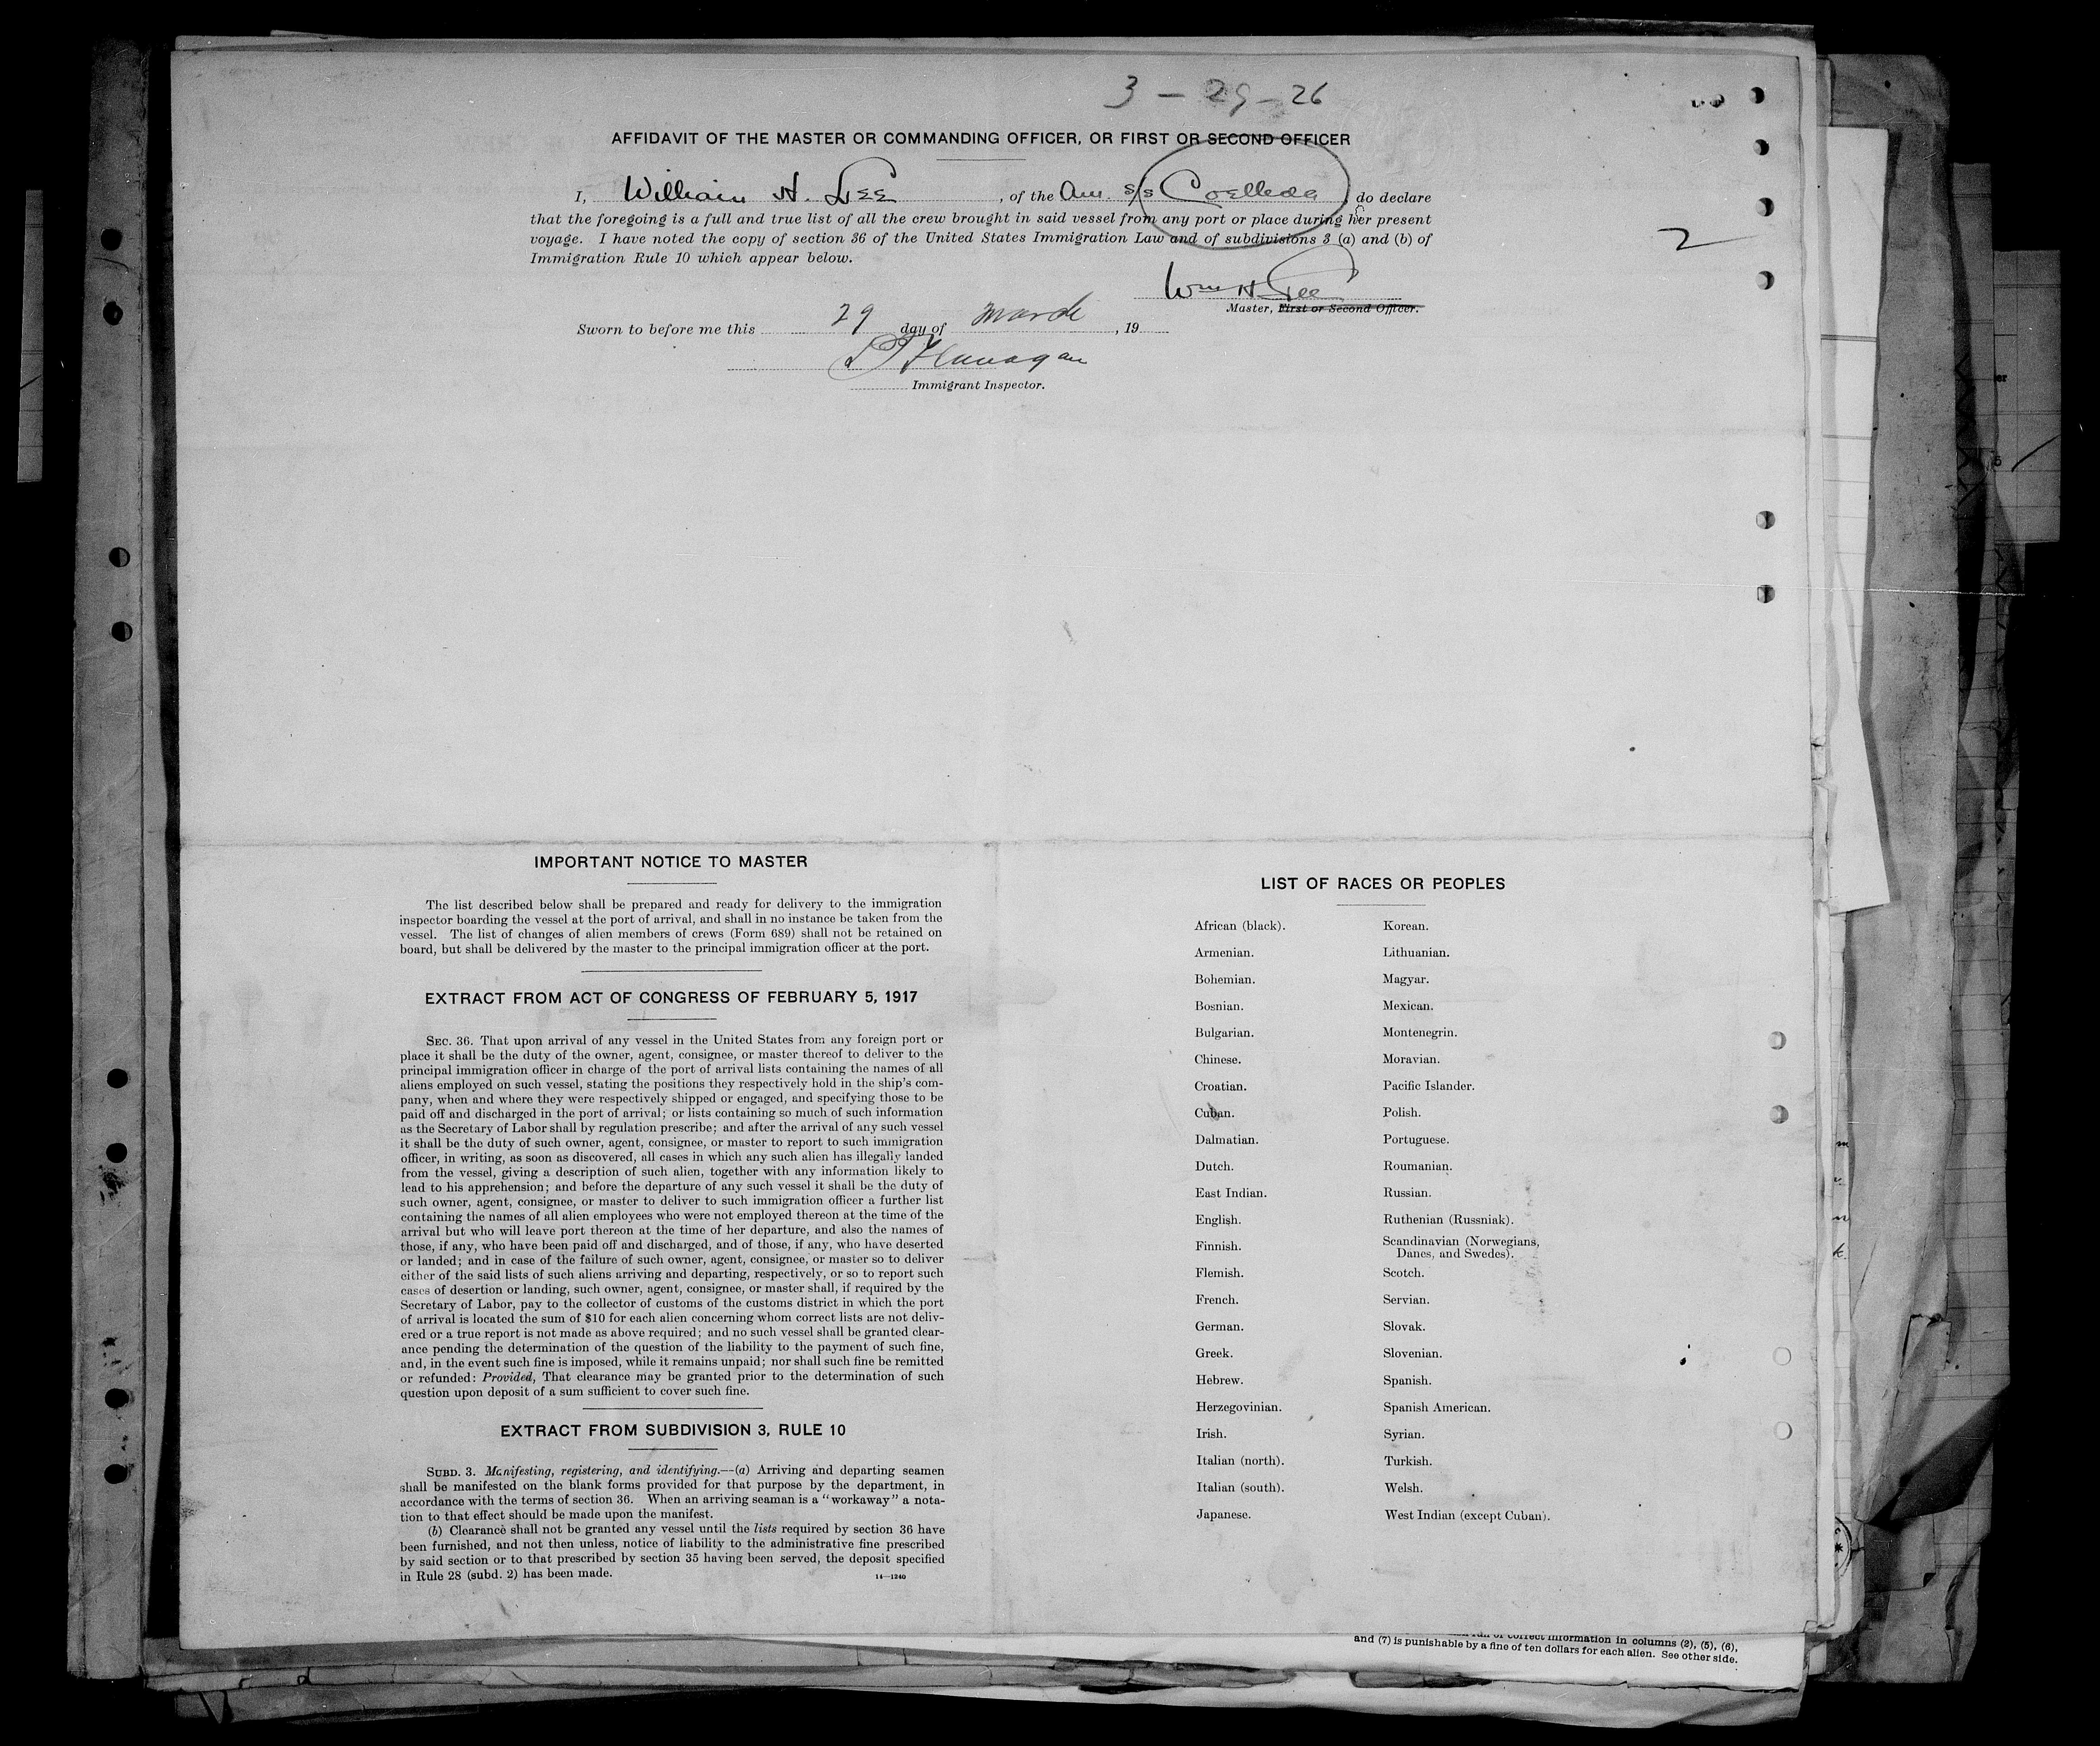 3 - 29 - 26
AFFIDAVIT OF THE MASTER OR COMMANDING OFFICER, OR FIRST OR SECOND OFFICER
I, William H. Lee, of the Am. s/s Coelleda, do declare
that the foregoing is a full and true list of all the crew brought in said vessel from any port or place during her present
voyage. I have noted the copy of section 36 of the United States Immigration Law and of subdivisions 3 (a) and (b) of
Immigration Rule 10 which appear below.
2
Wm H Lee
Master, First or Second Officer.
Sworn to before me this 29 day of March, 19
Flanagan
Immigrant Inspector.
IMPORTANT NOTICE TO MASTER
The list described below shall be prepared and ready for delivery to the immigration
inspector boarding the vessel at the port of arrival, and shall in no instance be taken from the
vessel. The list of changes of alien members of crews (Form 689) shall not be retained on
board, but shall be delivered by the master to the principal immigration officer at the port.
EXTRACT FROM ACT OF CONGRESS OF FEBRUARY 5, 1917
SEC. 36. That upon arrival of any vessel in the United States from any foreign port or
place it shall be the duty of the owner, agent, consignee, or master thereof to deliver to the
principal immigration officer in charge of the port of arrival lists containing the names of all
aliens employed on such vessel, stating the positions they respectively hold in the ship's com-
pany, when and where they were respectively shipped or engaged, and specifying those to be
paid off and discharged in the port of arrival; or lists containing so much of such information
as the Secretary of Labor shall by regulation prescribe; and after the arrival of any such vessel
it shall be the duty of such owner, agent, consignee, or master to report to such immigration
officer, in writing, as soon as discovered, all cases in which any such alien has illegally landed
from the vessel, giving a description of such alien, together with any information likely to
lead to his apprehension; and before the departure of any such vessel it shall be the duty of
such owner, agent, consignee, or master to deliver to such immigration officer a further list
containing the names of all alien employees who were not employed thereon at the time of the
arrival but who will leave port thereon at the time of her departure, and also the names of
those, if any, who have been paid off and discharged, and of those, if any, who have deserted
or landed; and in case of the failure of such owner, agent, consignee, or master so to deliver
either of the said lists of such aliens arriving and departing, respectively, or so to report such
cases of desertion or landing, such owner, agent, consignee, or master shall, if required by the
Secretary of Labor, pay to the collector of customs of the customs district in which the port
of arrival is located the sum of $10 for each alien concerning whom correct lists are not deliv-
ered or a true report is not made as above required; and no such vessel shall be granted clear-
ance pending the determination of the question of the liability to the payment of such fine,
and, in the event such fine is imposed, while it remains unpaid; nor shall such fine be remitted
or refunded: Provided, That clearance may be granted prior to the determination of such
question upon deposit of a sum sufficient to cover such fine.
EXTRACT FROM SUBDIVISION 3, RULE 10
SUBD. 3. Manifesting, registering, and identifying.—(a) Arriving and departing seamen
shall be manifested on the blank forms provided for that purpose by the department, in
accordance with the terms of section 36. When an arriving seaman is a "workaway" a nota-
tion to that effect should be made upon the manifest.
(b) Clearance shall not be granted any vessel until the lists required by section 36 have
been furnished, and not then unless, notice of liability to the administrative fine prescribed
by said section or to that prescribed by section 35 having been served, the deposit specified
in Rule 28 (subd. 2) has been made.
14—1240
LIST OF RACES OR PEOPLES
African (black).
Armenian.
Bohemian.
Bosnian.
Bulgarian.
Chinese.
Croatian.
Cuban.
Dalmatian.
Dutch.
East Indian.
English.
Finnish.
Flemish.
French.
German.
Greek.
Hebrew.
Herzegovinian.
Irish.
Italian (north).
Italian (south).
Japanese.
Korean.
Lithuanian.
Magyar.
Mexican.
Montenegrin.
Moravian.
Pacific Islander.
Polish.
Portuguese.
Roumanian.
Russian.
Ruthenian (Russniak).
Scandinavian (Norwegians,
Danes, and Swedes).
Scotch.
Servian.
Slovak.
Slovenian.
Spanish.
Spanish American.
Syrian.
Turkish.
Welsh.
West Indian (except Cuban).
correct information in columns (2), (5), (6),
and (7) is punishable by a fine of ten dollars for each alien. See other side.